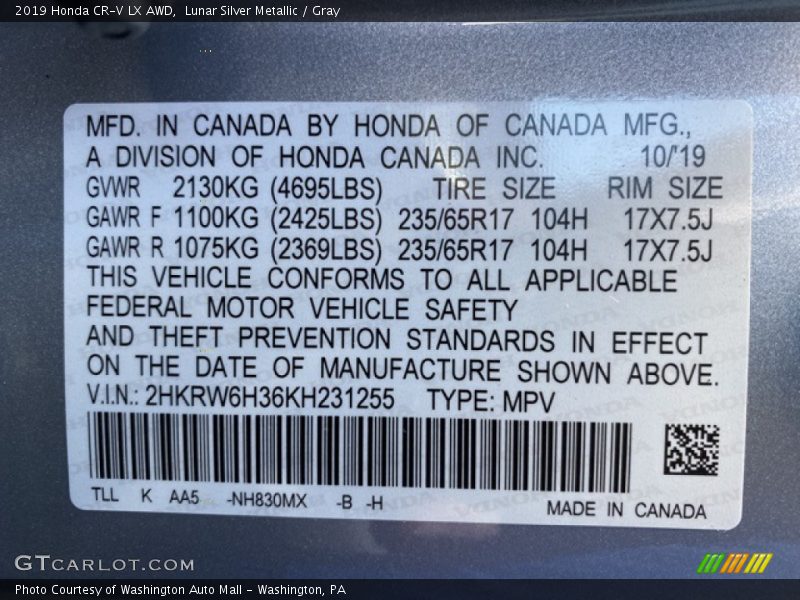 2019 Honda CR-V LX AWD,  Lunar Silver Metallic / Gray
MFD. IN CANADA BY HONDA OF CANADA MFG.,
A DIVISION OF HONDA CANADA INC. 10/'19
GVWR 2130KG (4695LBS) TIRE SIZE RIM SIZE
GAWR F 1100KG (2425LBS) 235/65R17 104H 17X7.5J
GAWR R 1075KG (2369LBS) 235/65R17 104H 17X7.5J
THIS VEHICLE CONFORMS TO ALL APPLICABLE
FEDERAL MOTOR VEHICLE SAFETY
AND THEFT PREVENTION STANDARDS IN EFFECT
ON THE DATE OF MANUFACTURE SHOWN ABOVE.
V.I.N.: 2HKRW6H36KH231255 TYPE: MPV
TLL K AA5 -NH830MX -B -H
MADE IN CANADA
GTCARLOT.COM
Photo Courtesy of Washington Auto Mall - Washington, PA